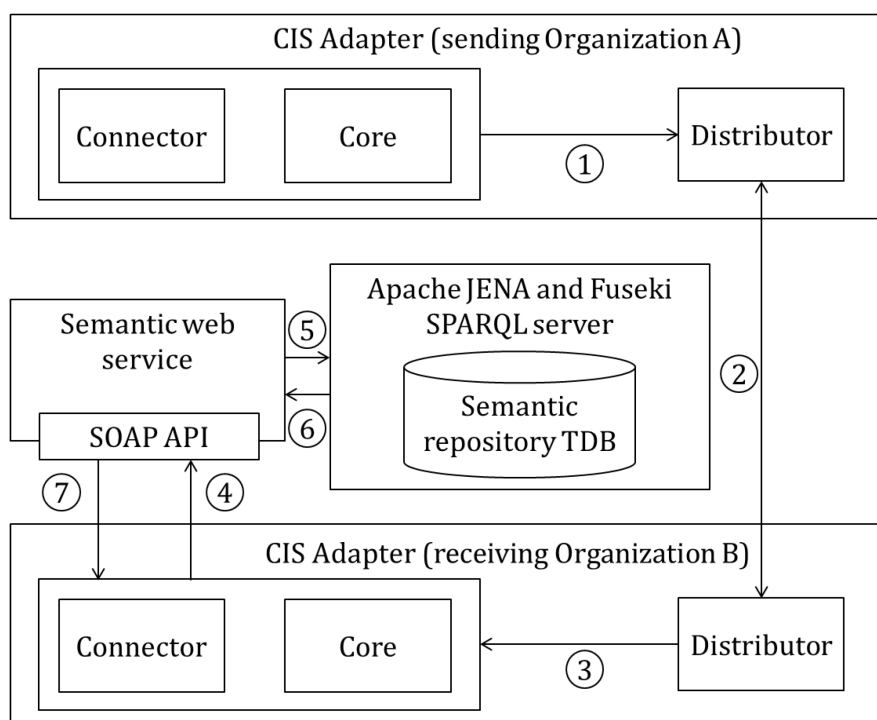 CIS Adapter (sending Organization A)
Connector
Core
Distributor
①
Apache JENA and Fuseki
SPARQL server
Semantic web
service
⑤
②
Semantic
repository TDB
⑥
SOAP API
⑦
④
CIS Adapter (receiving Organization B)
Connector
Core
Distributor
③